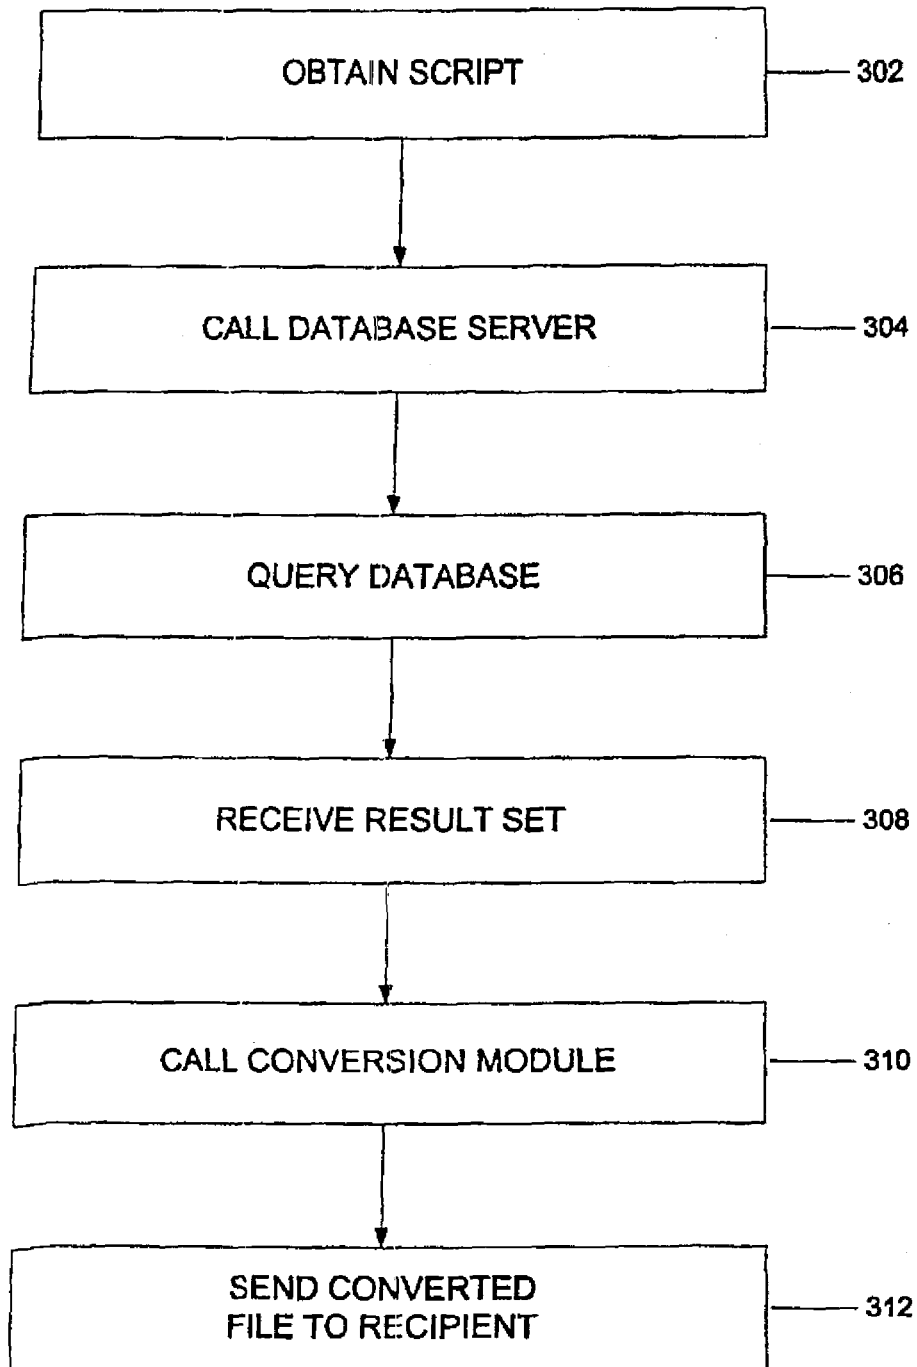 OBTAIN SCRIPT
302
CALL DATABASE SERVER
304
QUERY DATABASE
306
RECEIVE RESULT SET
308
CALL CONVERSION MODULE
310
SEND CONVERTED
FILE TO RECIPIENT
312